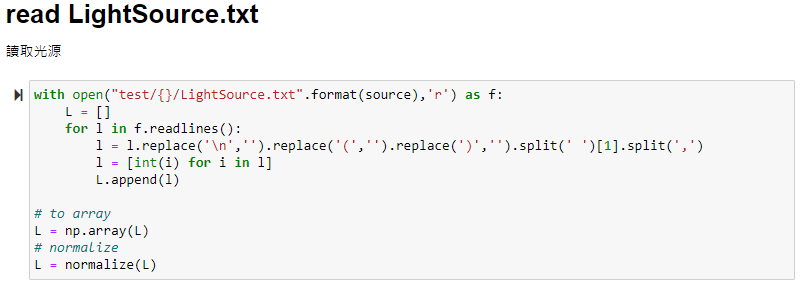 read LightSource.txt
讀取光源
with open("test/{}/LightSource.txt".format(source),'r') as f:
    L = []
    for l in f.readlines():
        l = l.replace('\n','').replace('(','').replace(')','').split(' ')[1].split(',')
        l = [int(i) for i in l]
        L.append(l)

# to array
L = np.array(L)
# normalize
L = normalize(L)